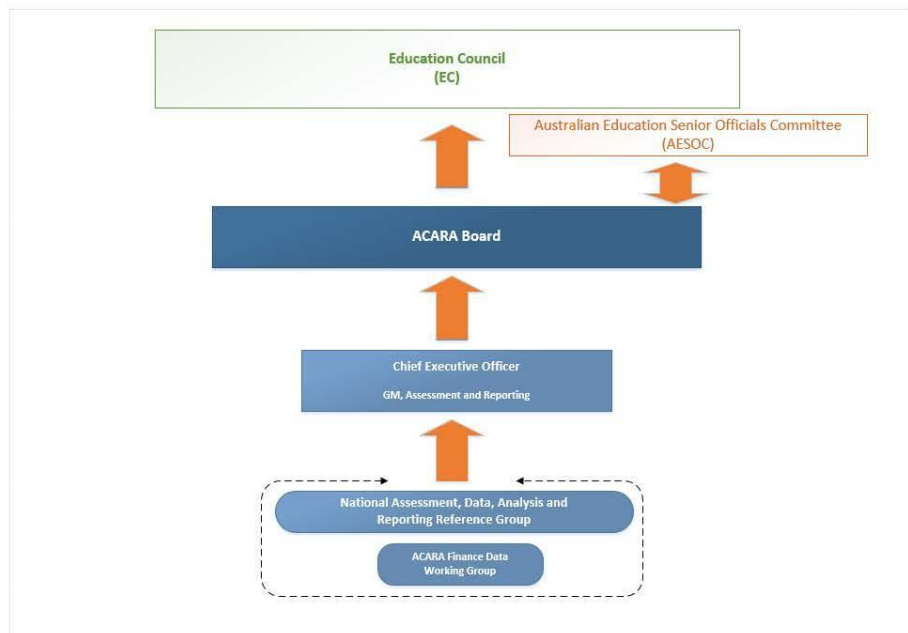 Education Council
(EC)
Australian Education Senior Officials Committee
(AESOC)
ACARA Board
Chief Executive Officer
GM, Assessment and Reporting
National Assessment, Data, Analysis and
Reporting Reference Group
ACARA Finance Data
Working Group